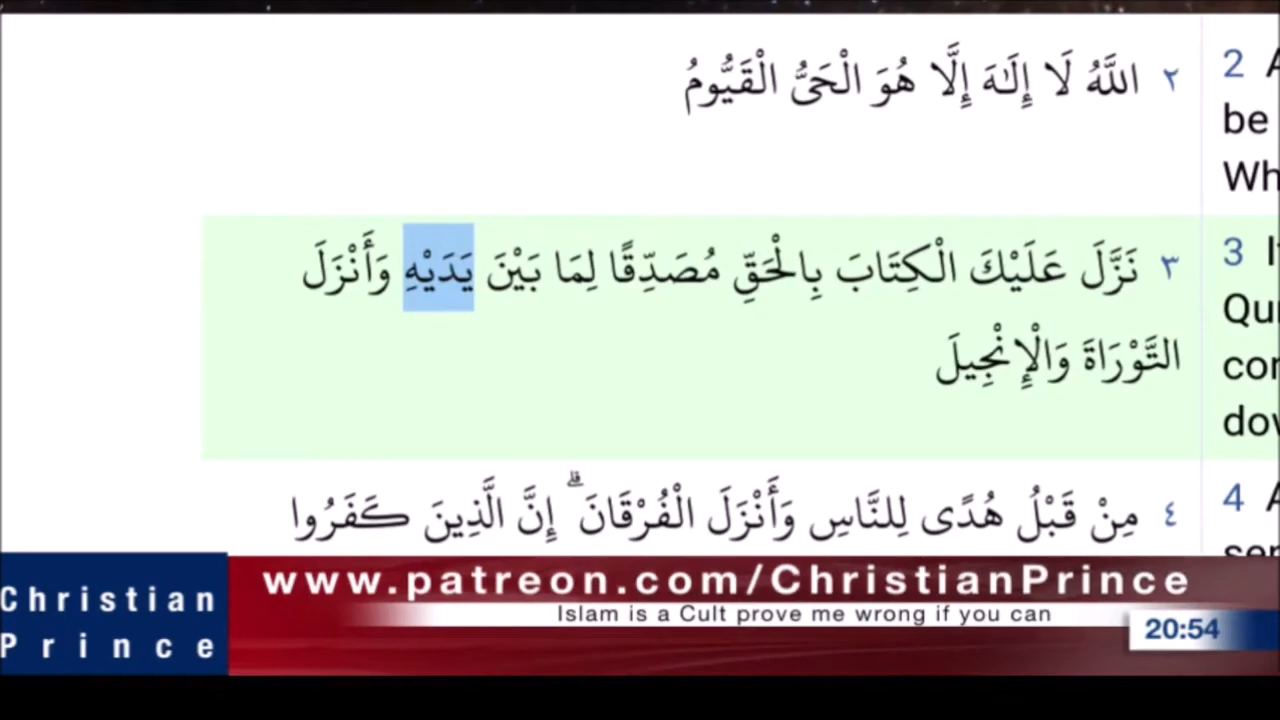 ٢ اللَّهُ لَا إِلَٰهَ إِلَّا هُوَ الْحَيُّ الْقَيُّومُ
2 A
be
Wh
٣ نَزَّلَ عَلَيْكَ الْكِتَابَ بِالْحَقِّ مُصَدِّقًا لِمَا بَيْنَ يَدَيْهِ وَأَنْزَلَ
التَّوْرَاةَ وَالْإِنْجِيلَ
3 I
Qu
con
dow
٤ مِنْ قَبْلُ هُدًى لِلنَّاسِ وَأَنْزَلَ الْفُرْقَانَ ۗ إِنَّ الَّذِينَ كَفَرُوا
4 A
Christian
Prince
www.patreon.com/ChristianPrince
Islam is a Cult prove me wrong if you can
20:54